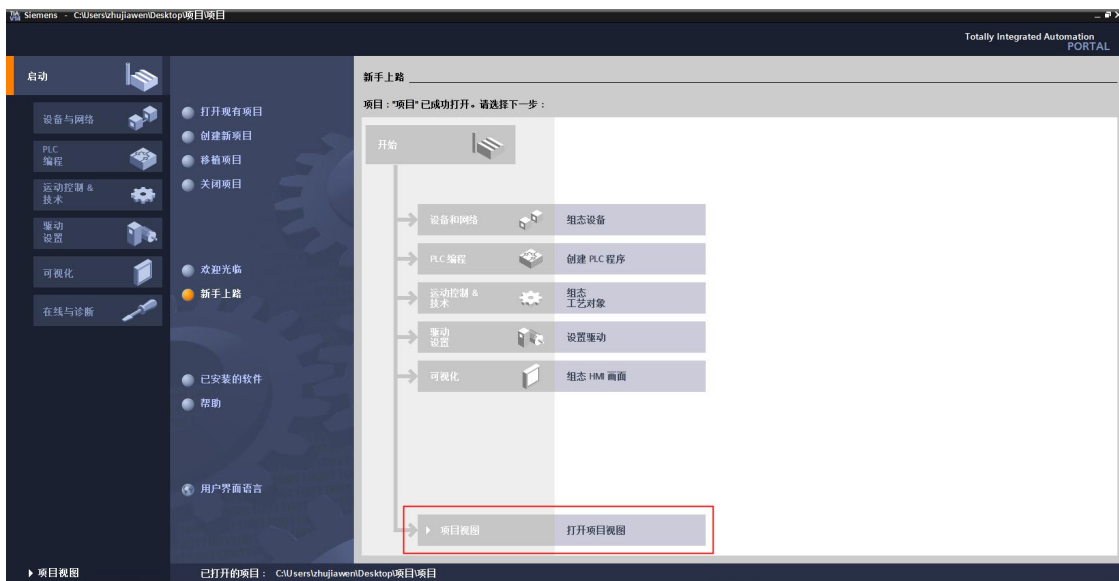 Siemens - C:\Users\zhujiawen\Desktop\项目\项目
Totally Integrated Automation
PORTAL
启动
设备与网络
PLC
编程
运动控制 &
技术
驱动
设置
可视化
在线与诊断
打开现有项目
创建新项目
移植项目
关闭项目
欢迎光临
新手上路
已安装的软件
帮助
用户界面语言
新手上路
项目："项目" 已成功打开。请选择下一步：
开始
设备和网络
组态设备
PLC 编程
创建 PLC 程序
运动控制 &
技术
组态
工艺对象
驱动
设置
设置驱动
可视化
组态 HMI 画面
项目视图
打开项目视图
项目视图
已打开的项目： C:\Users\zhujiawen\Desktop\项目\项目